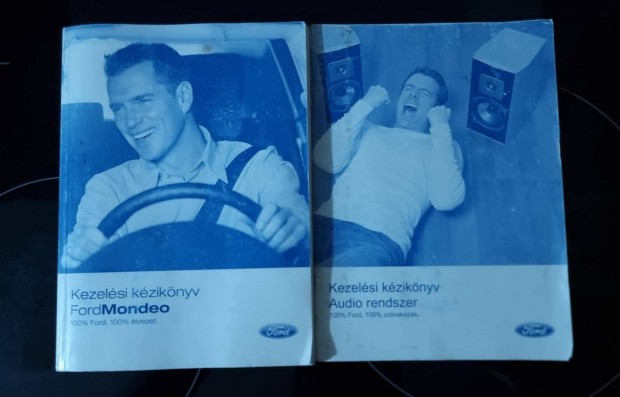 Kezelési kézikönyv
FordMondeo
100% Ford, 100% élvezet.
Ford
Kezelési kézikönyv
Audio rendszer
100% Ford, 100% szórakozás.
Ford